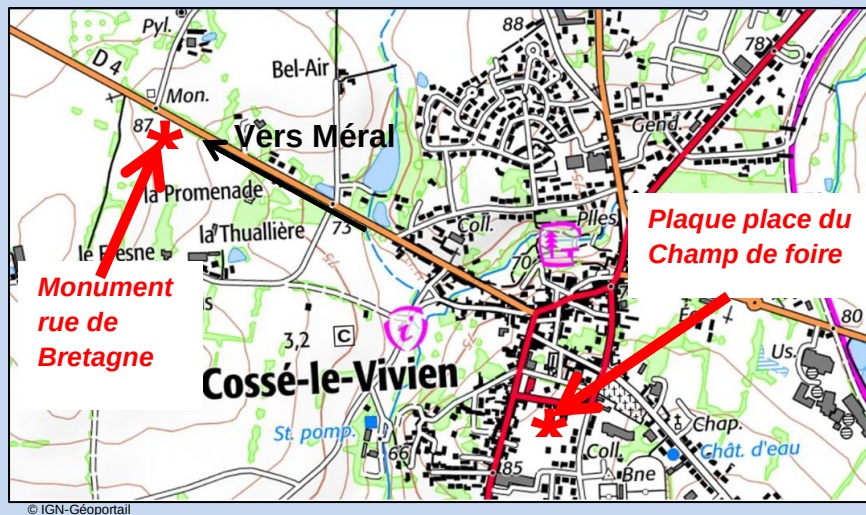 Pyl.
88
78
D 4
Bel-Air
Mon.
87
Vers Méral
Gend.
75
la Promenade
la Thuallière
73
Coll.
Plles
70
Plaque place du
Champ de foire
le Fresne
Monument
rue de
Bretagne
75
3,2
C
i
80
Us.
Cossé-le-Vivien
St. pomp.
66
85
Coll.
Bne
Chap.
Chât. d'eau
© IGN-Géoportail